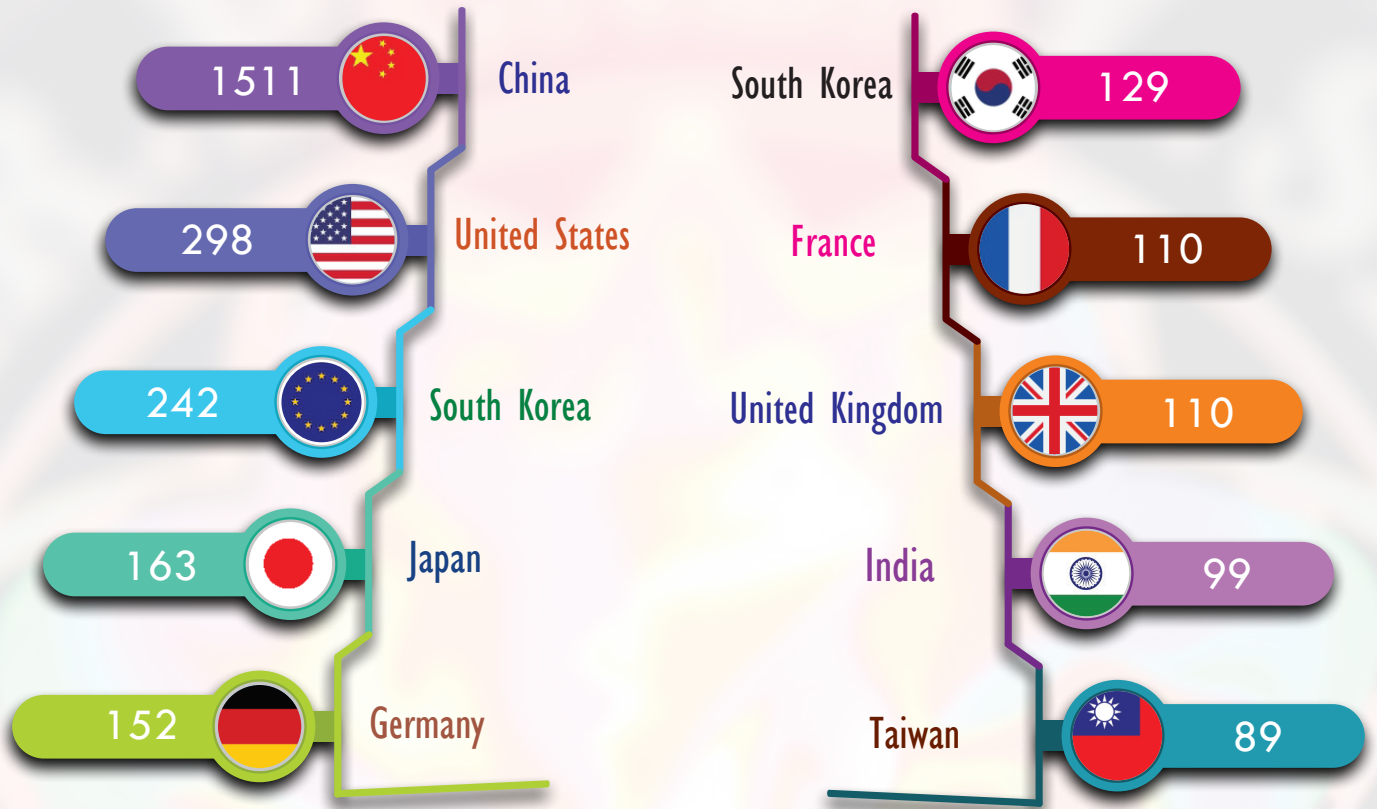 1511
China
298
United States
242
South Korea
163
Japan
152
Germany
South Korea
129
France
110
United Kingdom
110
India
99
Taiwan
89